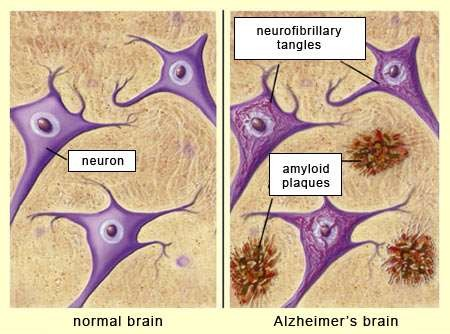 neurofibrillary
tangles
neuron
amyloid
plaques
normal brain
Alzheimer's brain